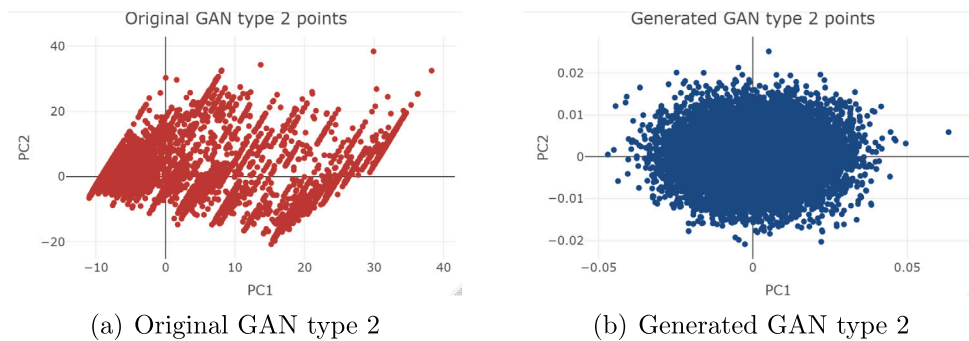 Original GAN type 2 points
40
20
0
−20
PC2
−10
0
10
20
30
40
PC1
(a) Original GAN type 2
Generated GAN type 2 points
0.02
0.01
0
−0.01
−0.02
PC2
−0.05
0
0.05
PC1
(b) Generated GAN type 2